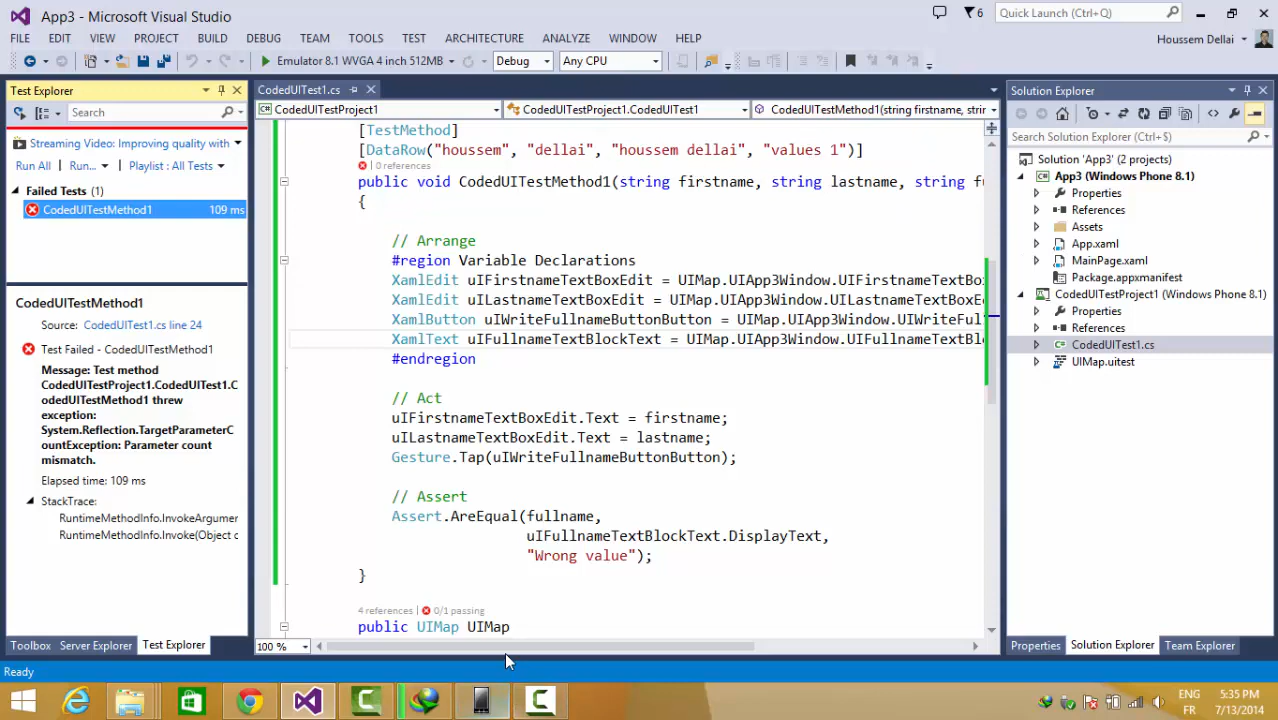 App3 - Microsoft Visual Studio
6
Quick Launch (Ctrl+Q)
FILE EDIT VIEW PROJECT BUILD DEBUG TEAM TOOLS TEST ARCHITECTURE ANALYZE WINDOW HELP
Houssem Dellai
Emulator 8.1 WVGA 4 inch 512MB Debug Any CPU
Test Explorer
Search
Streaming Video: Improving quality with
Run All Run... Playlist : All Tests
Failed Tests (1)
CodedUITestMethod1 109 ms
CodedUITestMethod1
Source: CodedUITest1.cs line 24
Test Failed - CodedUITestMethod1
Message: Test method
CodedUITestProject1.CodedUITest1.C
odedUITestMethod1 threw
exception:
System.Reflection.TargetParameterC
ountException: Parameter count
mismatch.
Elapsed time: 109 ms
StackTrace:
RuntimeMethodInfo.InvokeArgumer
RuntimeMethodInfo.Invoke(Object c
Toolbox Server Explorer Test Explorer
CodedUITest1.cs
CodedUITestProject1 CodedUITestProject1.CodedUITest1 CodedUITestMethod1(string firstname, strir
[TestMethod]
[DataRow("houssem", "dellai", "houssem dellai", "values 1")]
0 references
public void CodedUITestMethod1(string firstname, string lastname, string fu
{
// Arrange
#region Variable Declarations
XamlEdit uIFirstnameTextBoxEdit = UIMap.UIApp3Window.UIFirstnameTextBo
XamlEdit uILastnameTextBoxEdit = UIMap.UIApp3Window.UILastnameTextBoxE
XamlButton uIWriteFullnameButtonButton = UIMap.UIApp3Window.UIWriteFul
XamlText uIFullnameTextBlockText = UIMap.UIApp3Window.UIFullnameTextBl
#endregion
// Act
uIFirstnameTextBoxEdit.Text = firstname;
uILastnameTextBoxEdit.Text = lastname;
Gesture.Tap(uIWriteFullnameButtonButton);
// Assert
Assert.AreEqual(fullname,
uIFullnameTextBlockText.DisplayText,
"Wrong value");
}
4 references 0/1 passing
public UIMap UIMap
100 %
Solution Explorer
Search Solution Explorer (Ctrl+$)
Solution 'App3' (2 projects)
App3 (Windows Phone 8.1)
Properties
References
Assets
App.xaml
MainPage.xaml
Package.appxmanifest
CodedUITestProject1 (Windows Phone 8.1)
Properties
References
CodedUITest1.cs
UIMap.uitest
Properties Solution Explorer Team Explorer
Ready
ENG
FR
5:35 PM
7/13/2014